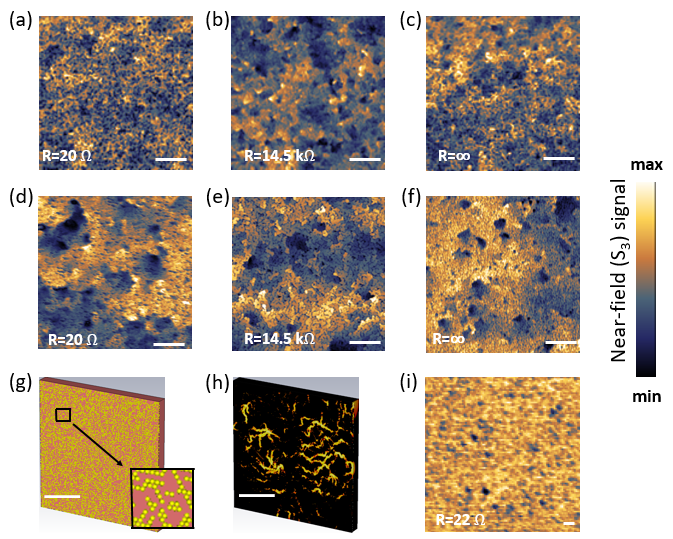 (a)
(b)
(c)
R=20 Ω
R=14.5 kΩ
R=∞
max
(d)
(e)
(f)
R=20 Ω
R=14.5 kΩ
R=∞
Near-field (S₃) signal
min
(g)
(h)
(i)
R=22 Ω